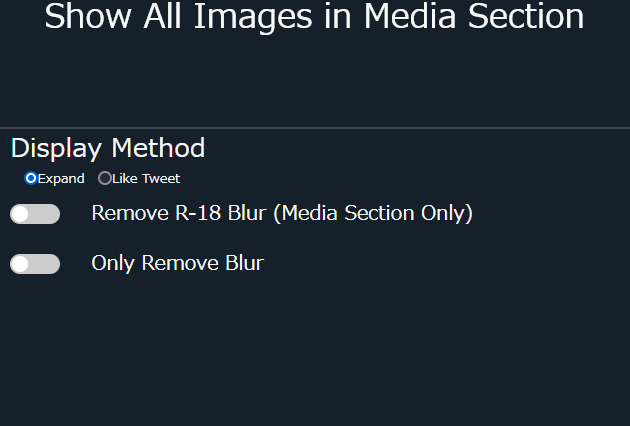 Show All Images in Media Section
Display Method
Expand Like Tweet
Remove R-18 Blur (Media Section Only)
Only Remove Blur